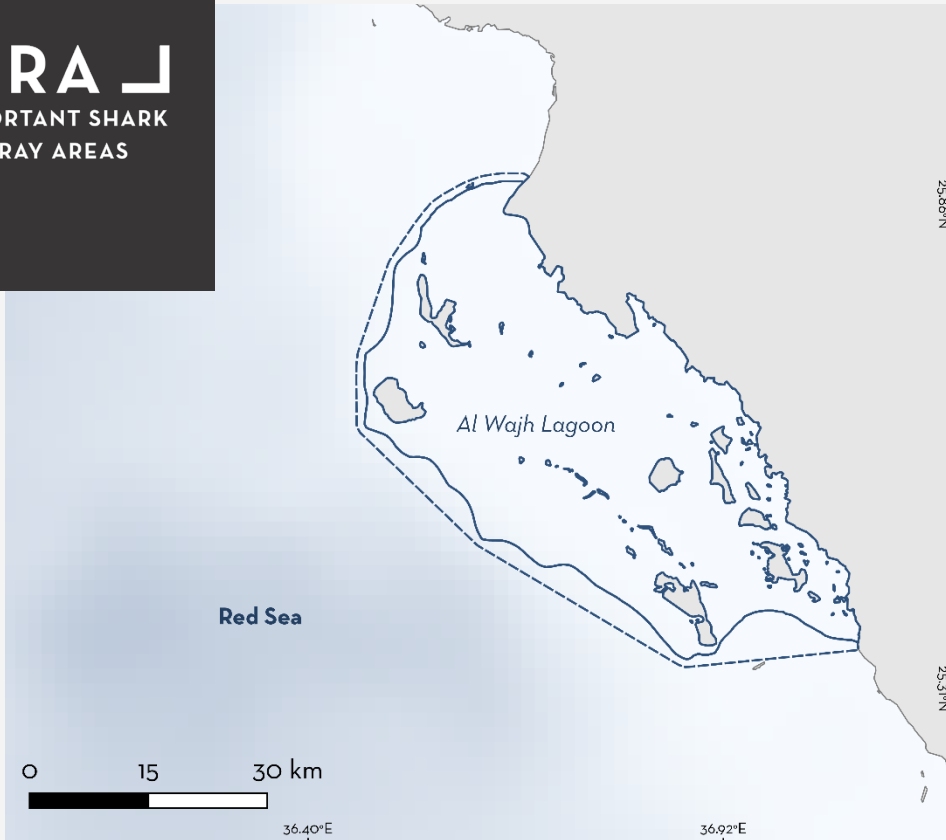 RA
ORTANT SHARK
RAY AREAS
25.86°N
Al Wajh Lagoon
Red Sea
25.31°N
0 15 30 km
36.40°E 36.92°E